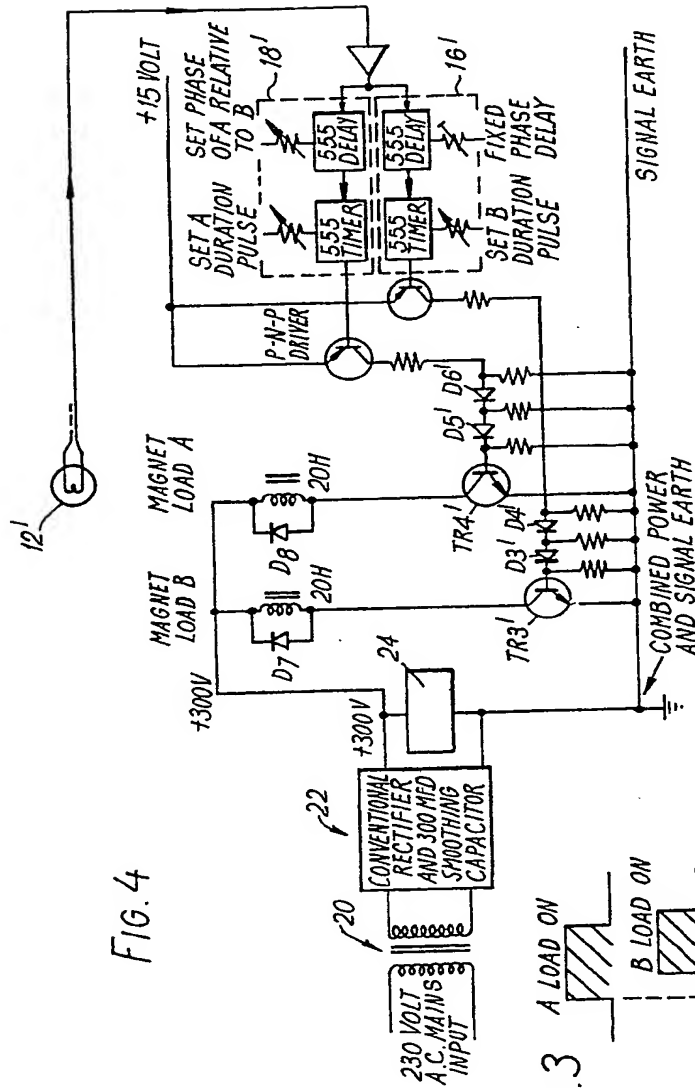 FIG. 4
12'
+15 VOLT
18'
SET PHASE
OF A RELATIVE
TO B
SET A
DURATION
PULSE
555
DELAY
555
TIMER
555
DELAY
555
TIMER
16'
FIXED
PHASE
DELAY
SET B
DURATION
PULSE
P-N-P
DRIVER
SIGNAL EARTH
D6'
D5'
TR4'
D4'
D3'
TR3'
MAGNET
LOAD A
20H
D8
MAGNET
LOAD B
20H
D7
+300V
+300V
24
22
CONVENTIONAL
RECTIFIER
AND 300 MFD
SMOOTHING
CAPACITOR
COMBINED POWER
AND SIGNAL EARTH
20
230 VOLT
A.C. MAINS
INPUT
A LOAD ON
B LOAD ON
.3